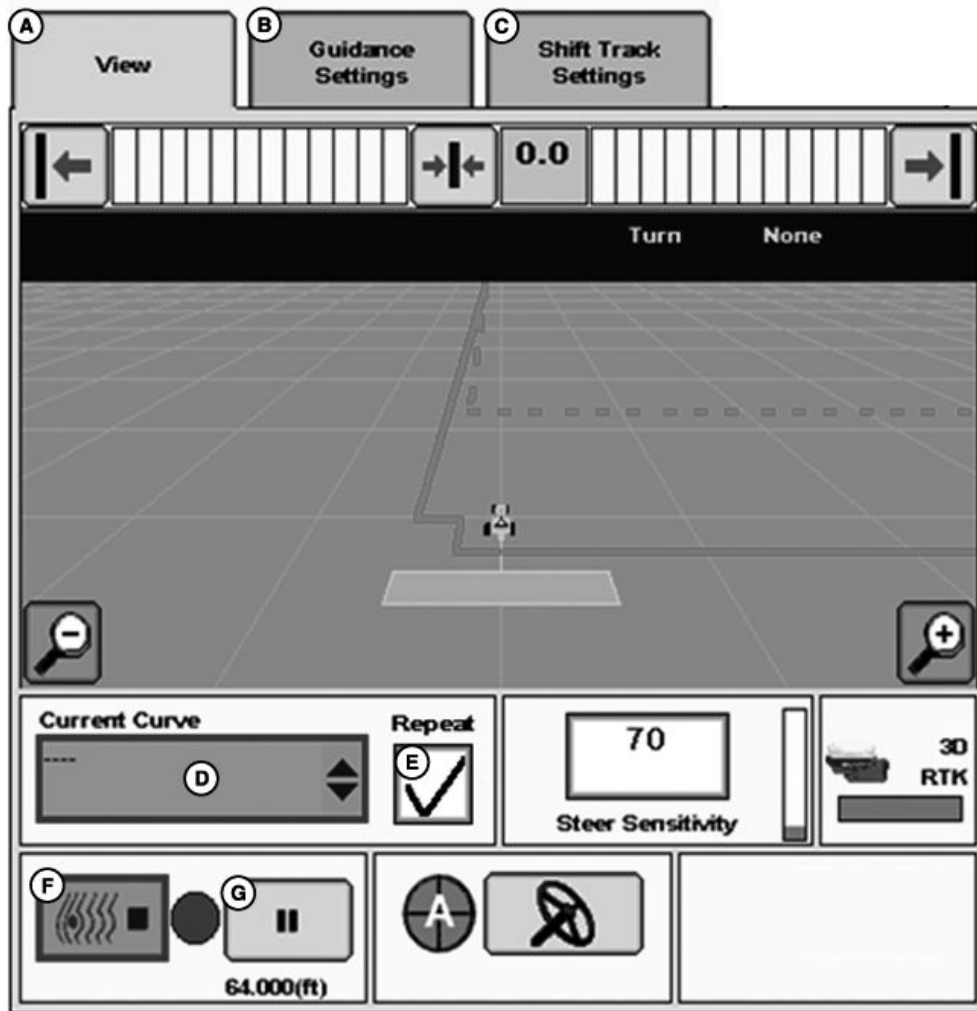 A
View
B
Guidance
Settings
C
Shift Track
Settings
0.0
Turn None
Current Curve
----
D
Repeat
E
70
Steer Sensitivity
3D
RTK
F
G
64.000(ft)
A